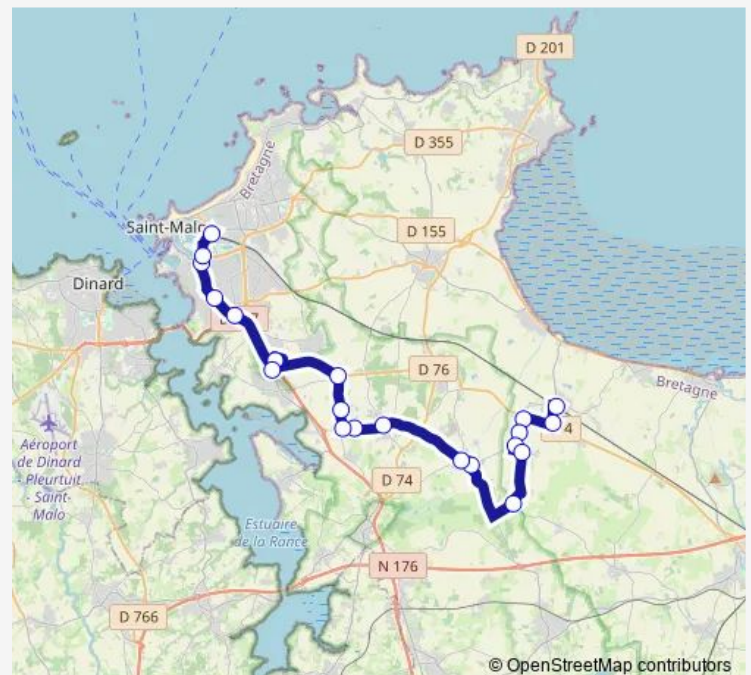 D 201
D 355
Bretagne
Saint-Malo
D 155
Dinard
D 76
Bretagne
4
Aéroport
de Dinard
- Pleurtuit
- Saint-
Malo
D 74
Estuaire
de la Rance
N 176
D 766
© OpenStreetMap contributors